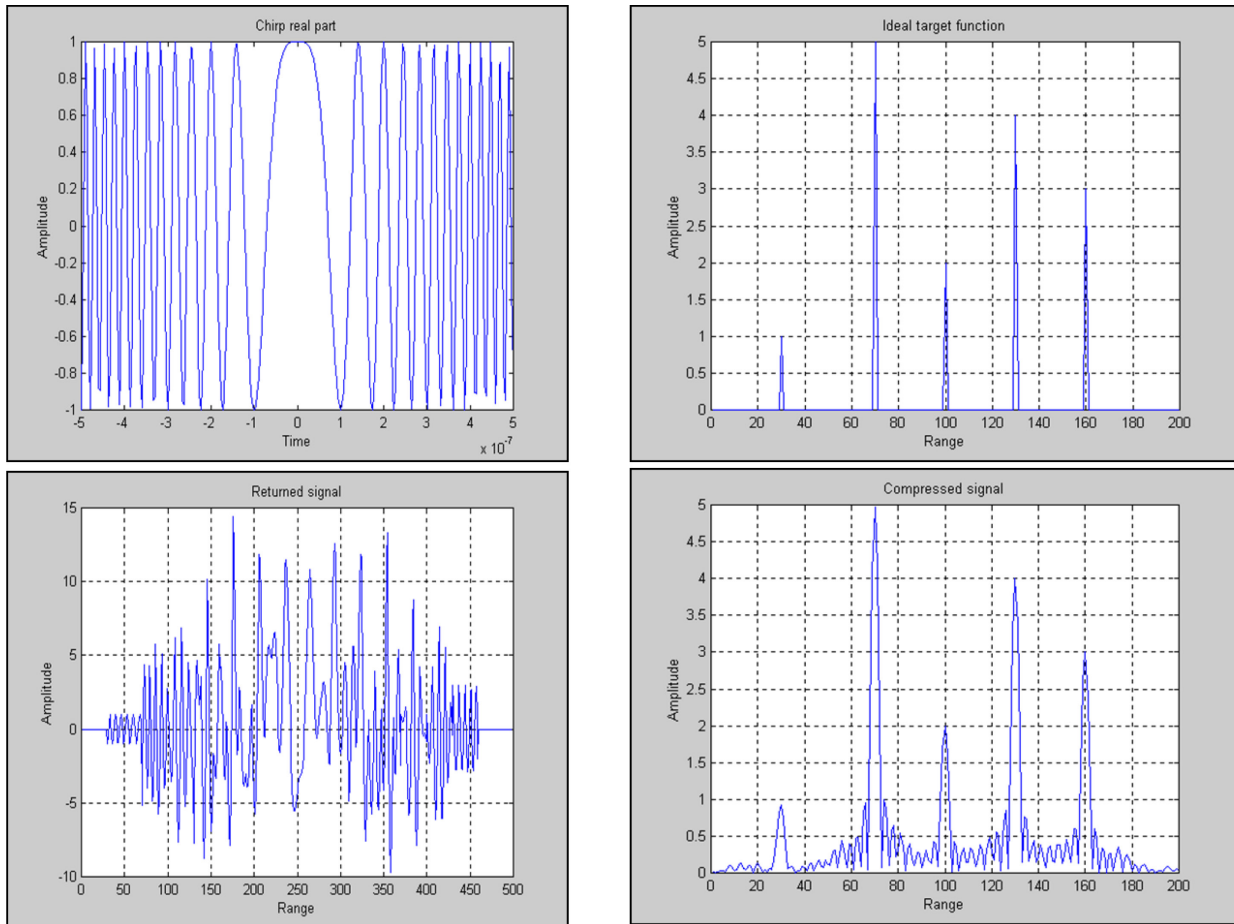 Chirp real part
1
0.8
0.6
0.4
0.2
0
-0.2
-0.4
-0.6
-0.8
-1
Amplitude
-5 -4 -3 -2 -1 0 1 2 3 4 5
Time
x 10^-7
Ideal target function
5
4.5
4
3.5
3
2.5
2
1.5
1
0.5
0
Amplitude
0 20 40 60 80 100 120 140 160 180 200
Range
Returned signal
15
10
5
0
-5
-10
Amplitude
0 50 100 150 200 250 300 350 400 450 500
Range
Compressed signal
5
4.5
4
3.5
3
2.5
2
1.5
1
0.5
0
Amplitude
0 20 40 60 80 100 120 140 160 180 200
Range